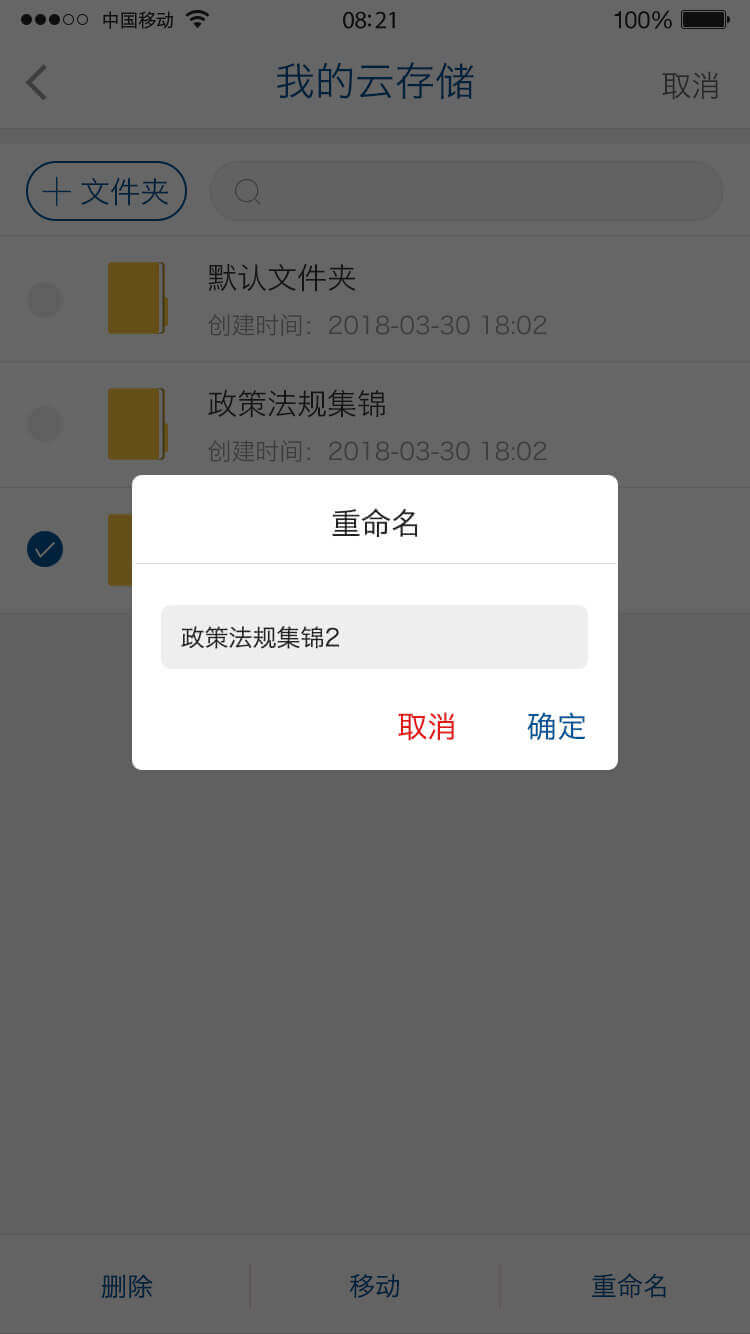 中国移动 08:21 100%
我的云存储 取消
文件夹
默认文件夹
创建时间：2018-03-30 18:02
政策法规集锦
创建时间：2018-03-30 18:02
重命名
政策法规集锦2
取消 确定
删除 移动 重命名